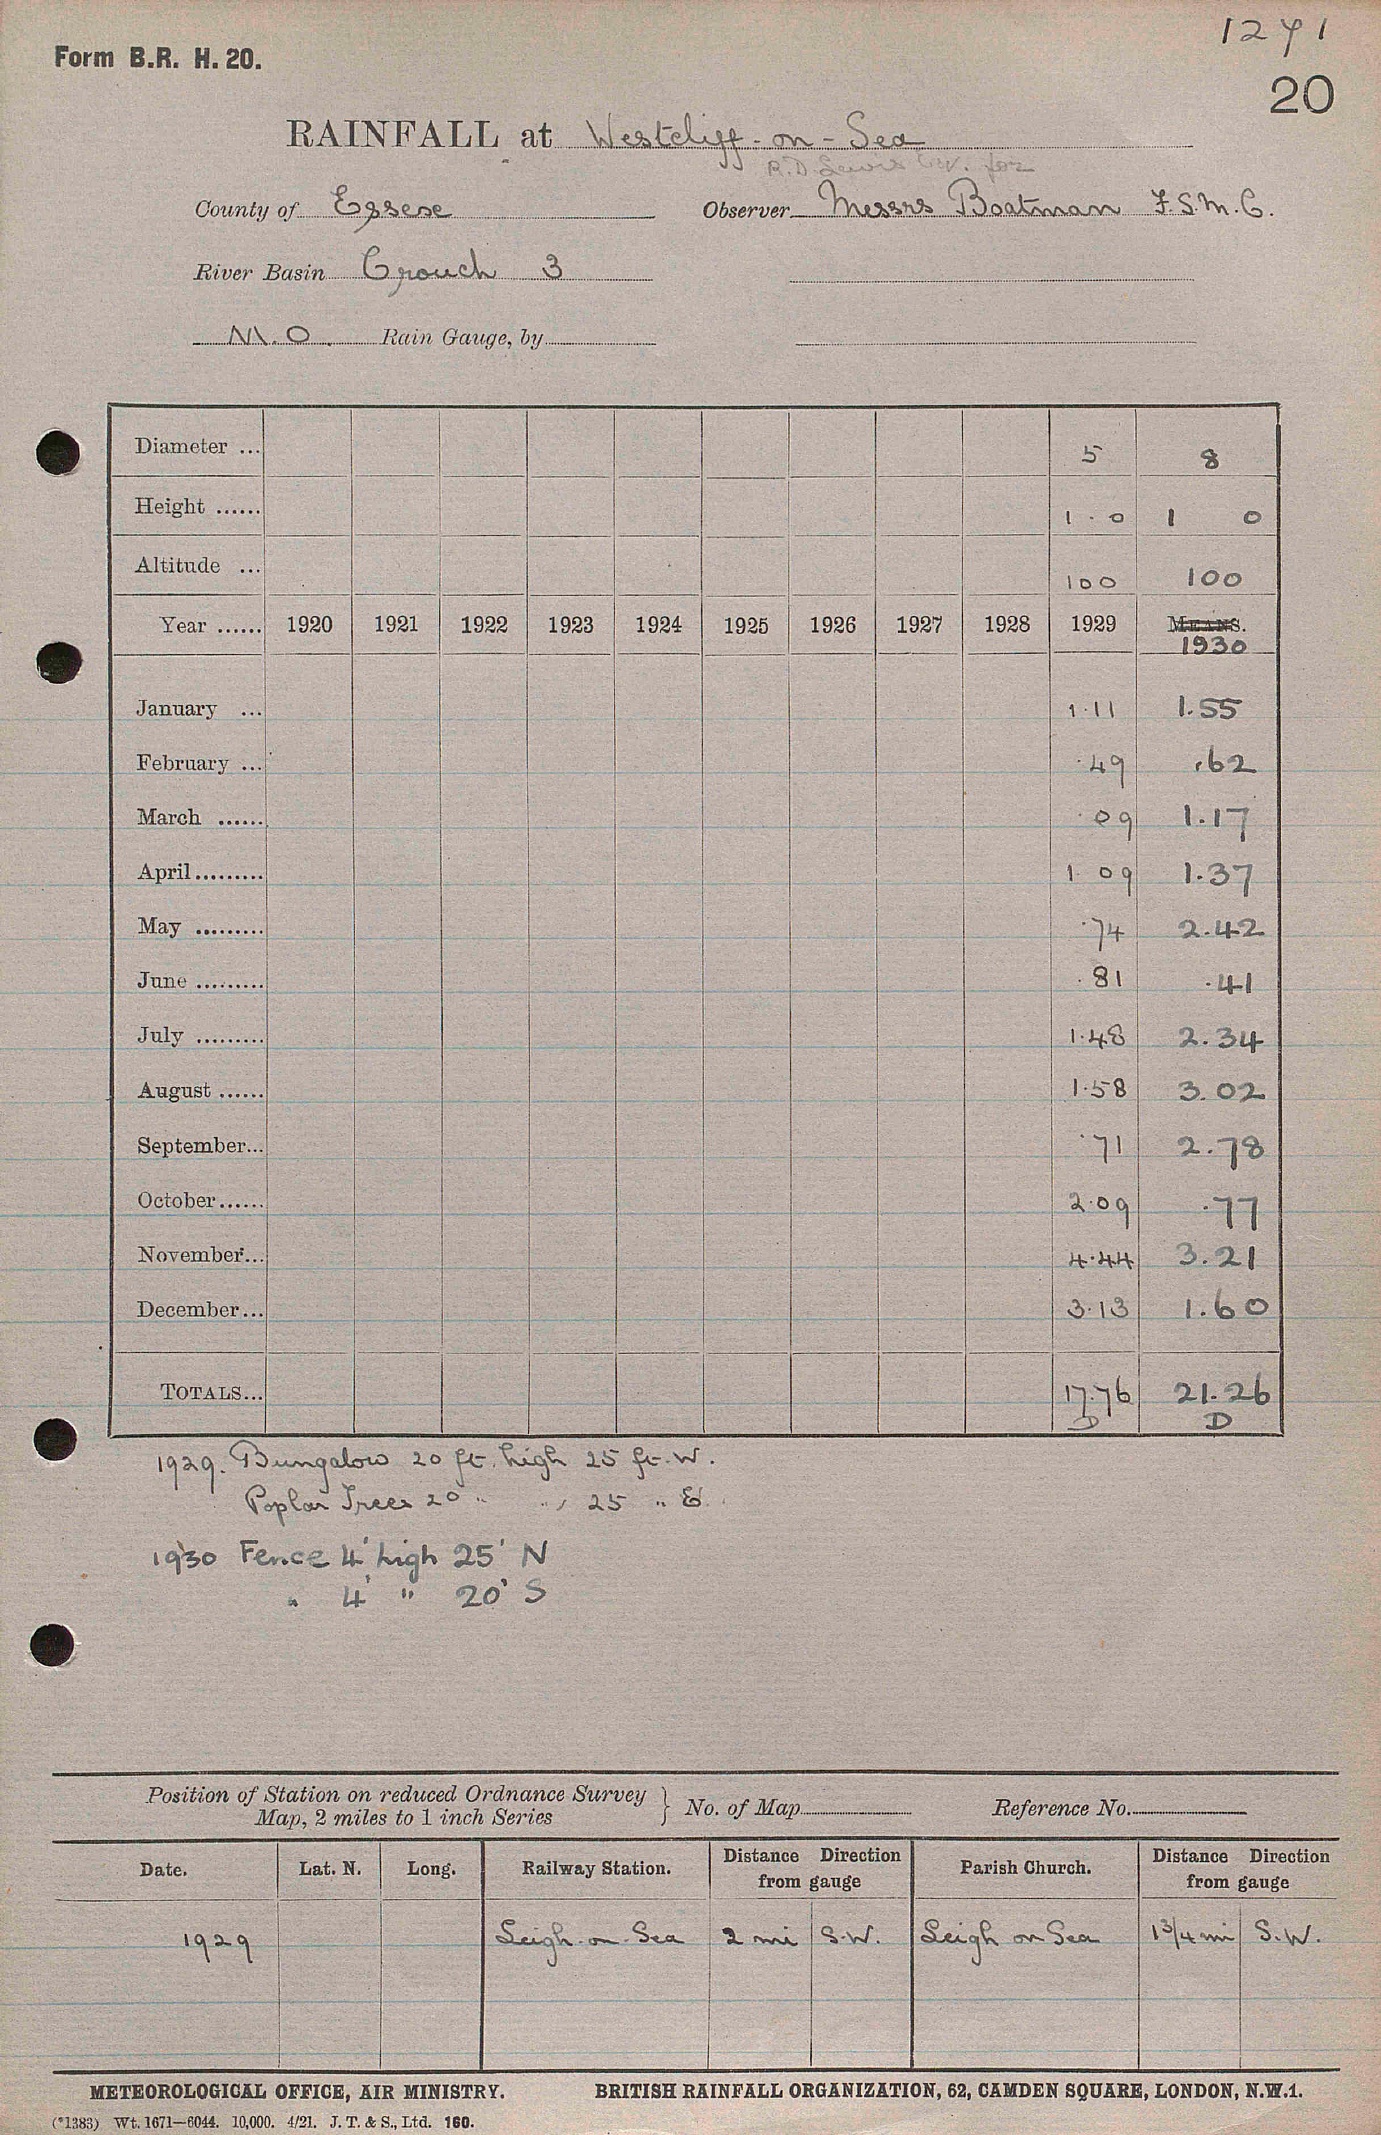 1271
Form B.R. H. 20.
20
RAINFALL at Westcliff-on-Sea
R.D. Lewis Esq. for
County of Essex Observer Messrs Boatman F.S.M.C.
River Basin Crouch 3
M.O. Rain Gauge, by
Diameter ... 5 8
Height ...... 1.0 1 0
Altitude ... 100 100
Year ...... 1920 1921 1922 1923 1924 1925 1926 1927 1928 1929 MEANS.
1930
January ... 1.11 1.55
February ... .49 .62
March ...... .09 1.17
April ......... 1.09 1.37
May ......... .74 2.42
June ......... .81 .41
July ......... 1.48 2.34
August ...... 1.58 3.02
September ... .71 2.78
October ...... 2.09 .77
November ... 4.44 3.21
December ... 3.13 1.60
TOTALS ... 17.76 21.26
D D
1929. Bungalow 20 ft. high 25 ft. W.
Poplar Trees 20 " " 25 " E.
1930 Fence 4' high 25' N
" 4' " 20' S
Position of Station on reduced Ordnance Survey
Map, 2 miles to 1 inch Series } No. of Map Reference No.
Date. Lat. N. Long. Railway Station. Distance Direction from gauge Parish Church. Distance Direction from gauge
1929 Leigh-on-Sea 2 mi S.W. Leigh on Sea 1 3/4 mi S.W.
METEOROLOGICAL OFFICE, AIR MINISTRY. BRITISH RAINFALL ORGANIZATION, 62, CAMDEN SQUARE, LONDON, N.W.1.
(*1383) Wt. 1671—6044. 10,000. 4/21. J. T. & S., Ltd. 160.